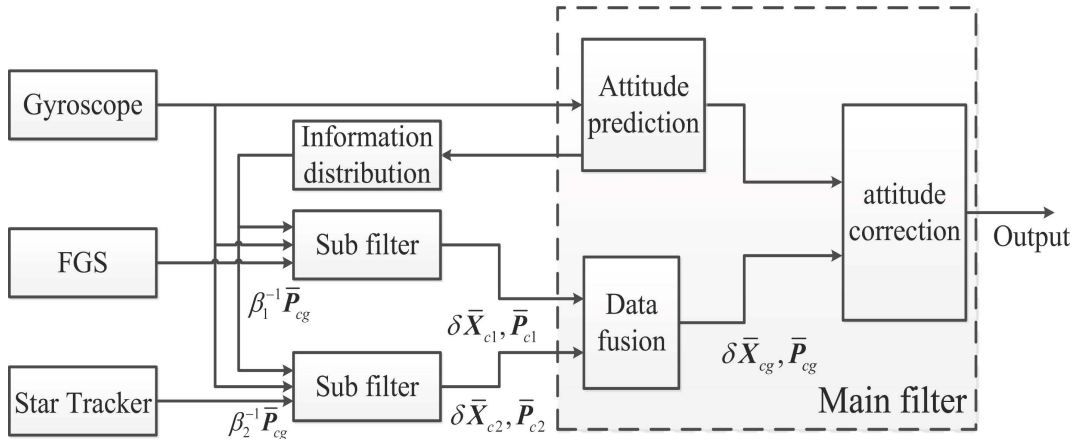 Gyroscope
Attitude
prediction
Information
distribution
attitude
correction
Output
FGS
Sub filter
β₁⁻¹P̄cg
δX̄c1, P̄c1
Data
fusion
δX̄cg, P̄cg
Star Tracker
Sub filter
β₂⁻¹P̄cg
δX̄c2, P̄c2
Main filter